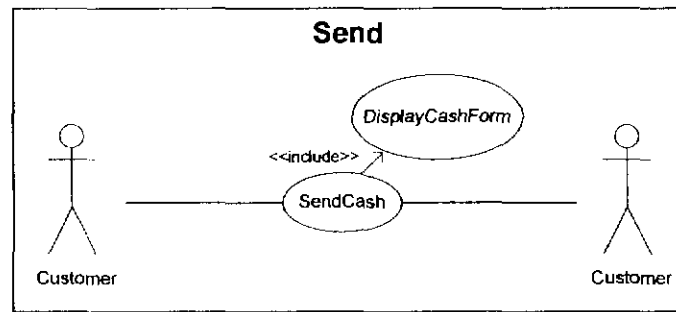 Send
DisplayCashForm
<<include>>
SendCash
Customer
Customer